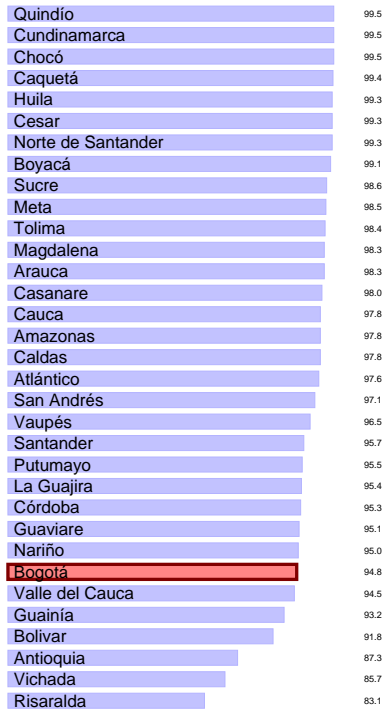 Quindío 99.5
Cundinamarca 99.5
Chocó 99.5
Caquetá 99.4
Huila 99.3
Cesar 99.3
Norte de Santander 99.3
Boyacá 99.1
Sucre 98.6
Meta 98.5
Tolima 98.4
Magdalena 98.3
Arauca 98.3
Casanare 98.0
Cauca 97.8
Amazonas 97.8
Caldas 97.8
Atlántico 97.6
San Andrés 97.1
Vaupés 96.5
Santander 95.7
Putumayo 95.5
La Guajira 95.4
Córdoba 95.3
Guaviare 95.1
Nariño 95.0
Bogotá 94.8
Valle del Cauca 94.5
Guainía 93.2
Bolivar 91.8
Antioquia 87.3
Vichada 85.7
Risaralda 83.1